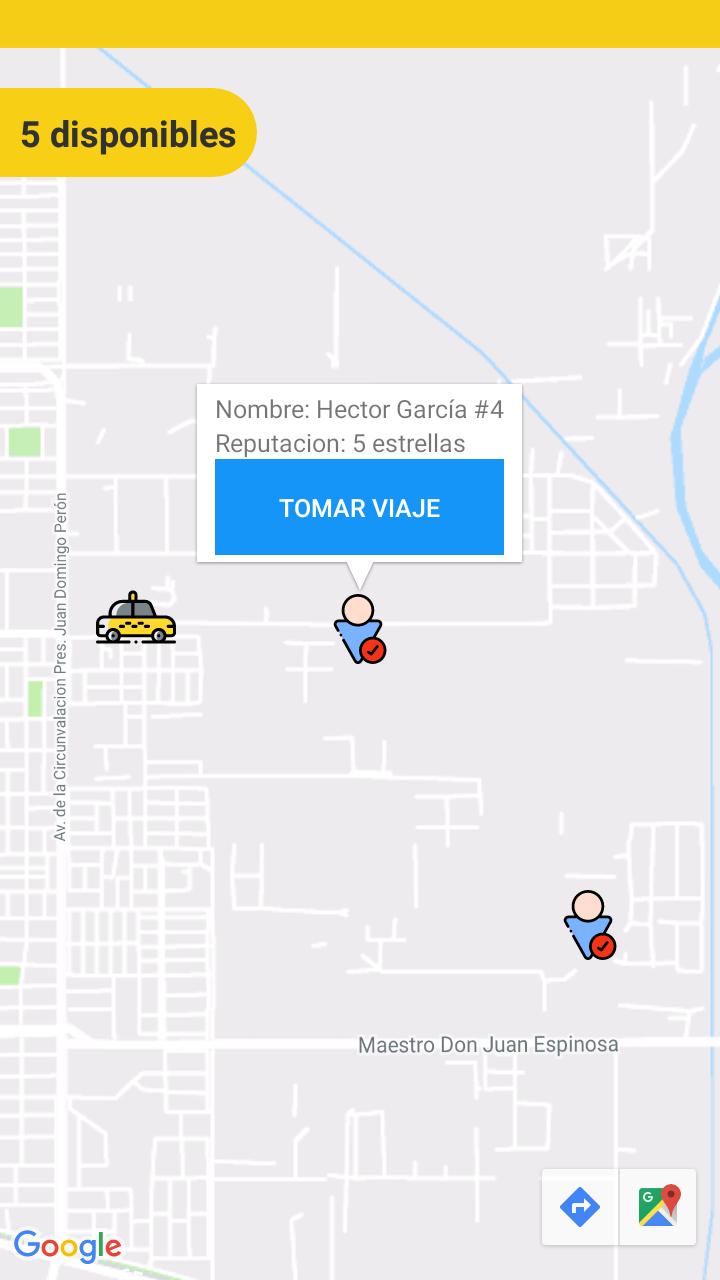 5 disponibles
Nombre: Hector García #4
Reputacion: 5 estrellas
TOMAR VIAJE
Av. de la Circunvalacion Pres. Juan Domingo Perón
Maestro Don Juan Espinosa
G
Google